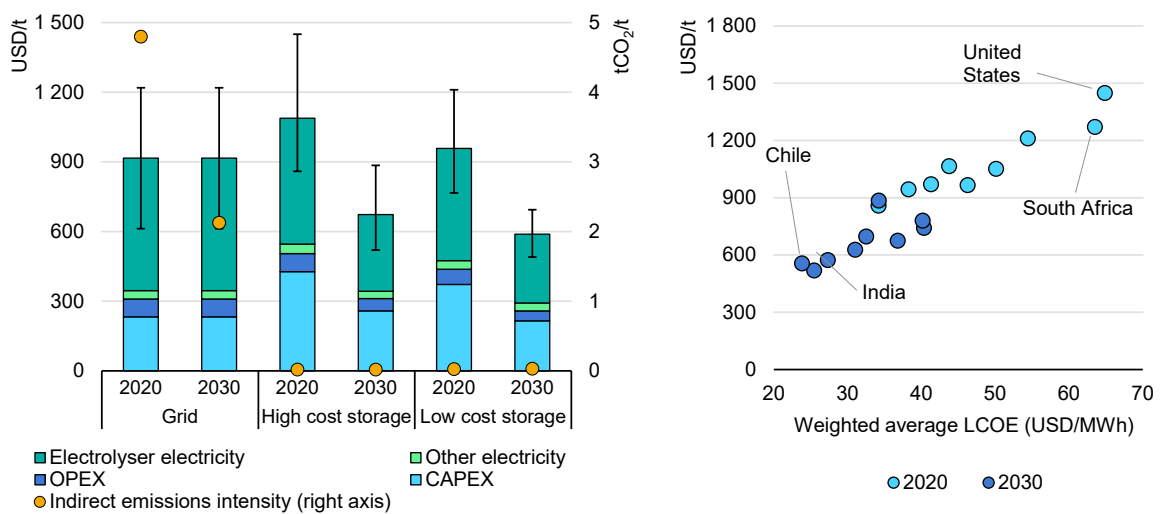 USD/t
1 500
1 200
900
600
300
0
5
4
3
2
1
0
tCO2/t
2020
2030
2020
2030
2020
2030
Grid
High cost storage
Low cost storage
Electrolyser electricity
Other electricity
OPEX
CAPEX
Indirect emissions intensity (right axis)
USD/t
1 800
1 500
1 200
900
600
300
0
United
States
Chile
South Africa
India
20
30
40
50
60
70
Weighted average LCOE (USD/MWh)
2020
2030